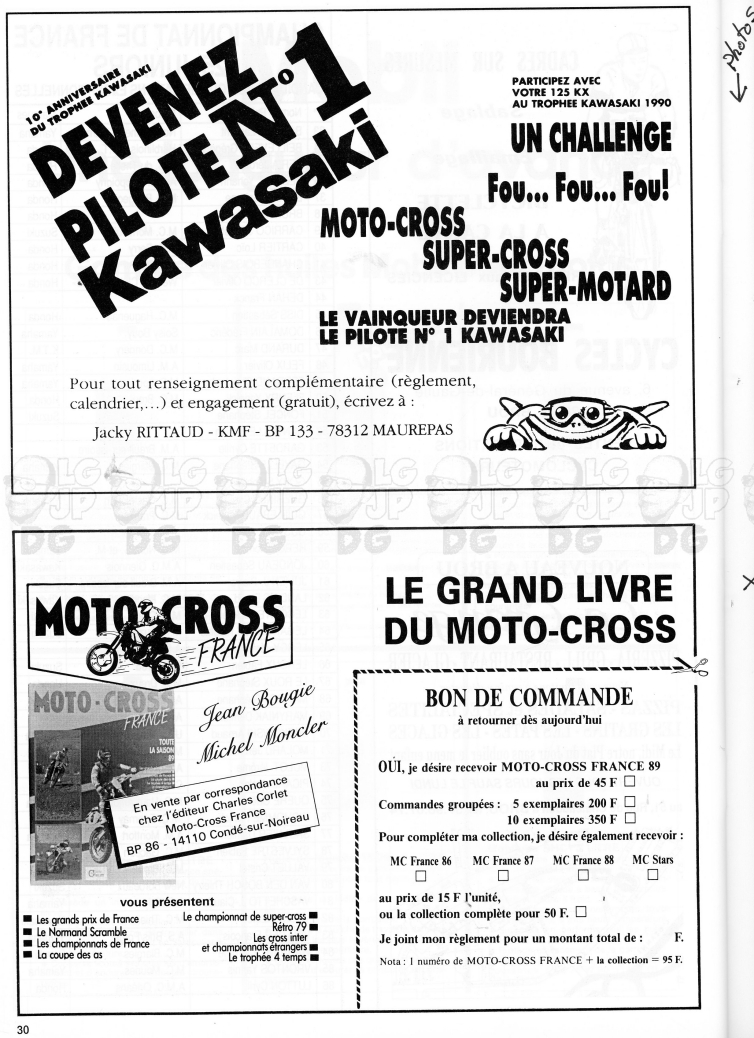 Photos
10e ANNIVERSAIRE
DU TROPHEE KAWASAKI
DEVENEZ
PILOTE N° 1
Kawasaki
PARTICIPEZ AVEC
VOTRE 125 KX
AU TROPHEE KAWASAKI 1990
UN CHALLENGE
Fou... Fou... Fou!
MOTO-CROSS
SUPER-CROSS
SUPER-MOTARD
LE VAINQUEUR DEVIENDRA
LE PILOTE N° 1 KAWASAKI
Pour tout renseignement complémentaire (règlement,
calendrier,...) et engagement (gratuit), écrivez à :
Jacky RITTAUD - KMF - BP 133 - 78312 MAUREPAS
LG JP DG
MOTO CROSS
FRANCE
MOTO - CROSS
FRANCE
TOUTE
LA SAISON
89
Jean Bougie
Michel Moncler
En vente par correspondance
chez l'éditeur Charles Corlet
Moto-Cross France
BP 86 - 14110 Condé-sur-Noireau
vous présentent
Les grands prix de France
Le Normand Scramble
Les championnats de France
La coupe des as
Le championnat de super-cross
Rétro 79
Les cross inter
et championnats étrangers
Le trophée 4 temps
LE GRAND LIVRE
DU MOTO-CROSS
BON DE COMMANDE
à retourner dès aujourd'hui
OUI, je désire recevoir MOTO-CROSS FRANCE 89
au prix de 45 F
Commandes groupées : 5 exemplaires 200 F
10 exemplaires 350 F
Pour compléter ma collection, je désire également recevoir :
MC France 86 MC France 87 MC France 88 MC Stars
au prix de 15 F l'unité,
ou la collection complète pour 50 F.
Je joint mon règlement pour un montant total de : F.
Nota : 1 numéro de MOTO-CROSS FRANCE + la collection = 95 F.
30